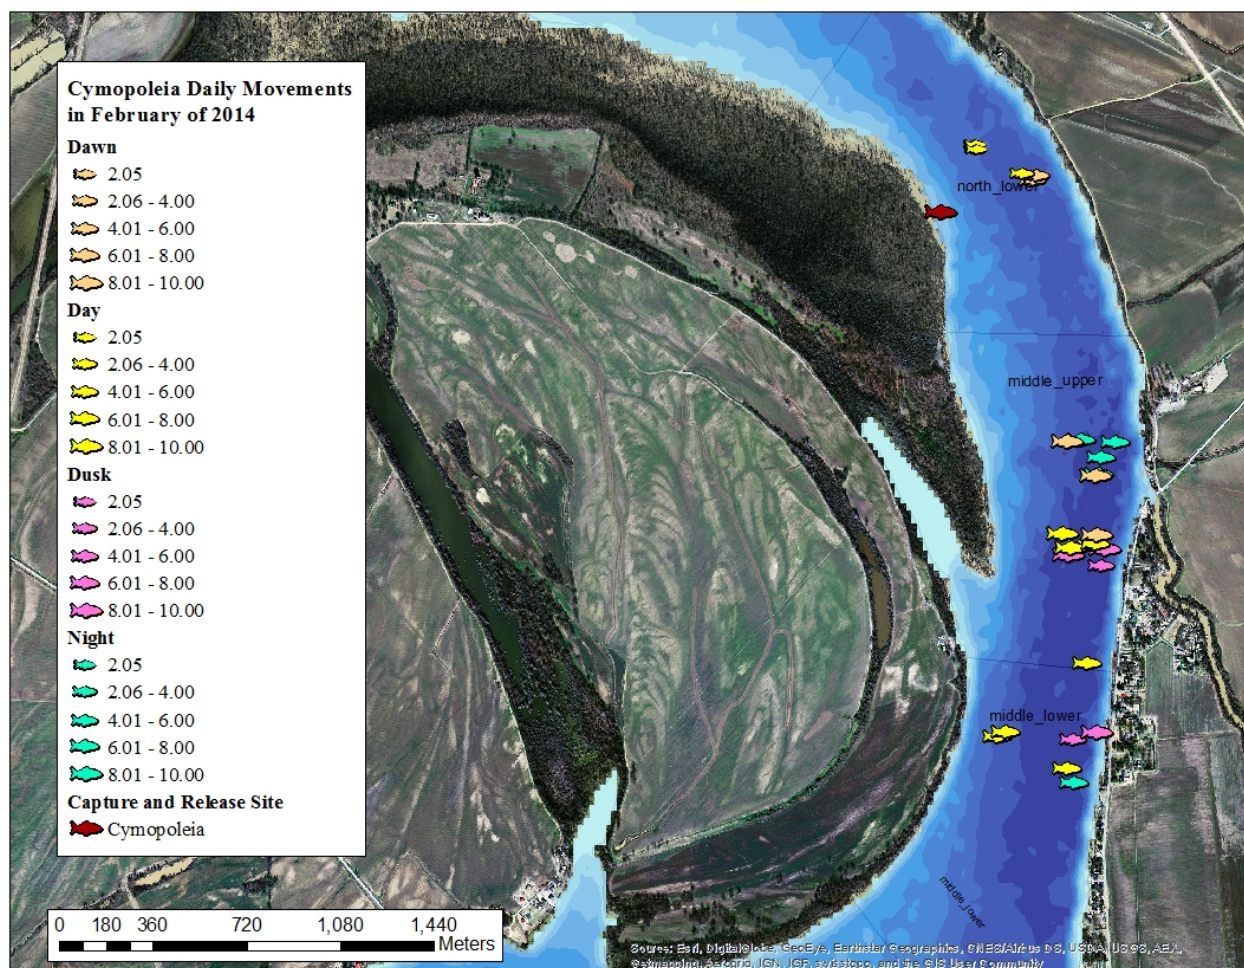 Cymopoleia Daily Movements
in February of 2014
Dawn
2.05
2.06 - 4.00
4.01 - 6.00
6.01 - 8.00
8.01 - 10.00
Day
2.05
2.06 - 4.00
4.01 - 6.00
6.01 - 8.00
8.01 - 10.00
Dusk
2.05
2.06 - 4.00
4.01 - 6.00
6.01 - 8.00
8.01 - 10.00
Night
2.05
2.06 - 4.00
4.01 - 6.00
6.01 - 8.00
8.01 - 10.00
Capture and Release Site
Cymopoleia
north_lower
middle_upper
middle_lower
middle_lower
0 180 360 720 1,080 1,440
Meters
Source: Esri, DigitalGlobe, GeoEye, Earthstar Geographics, CNES/Airbus DS, USDA, USGS, AEX,
Getmapping, Aerogrid, IGN, IGP, swisstopo, and the GIS User Community